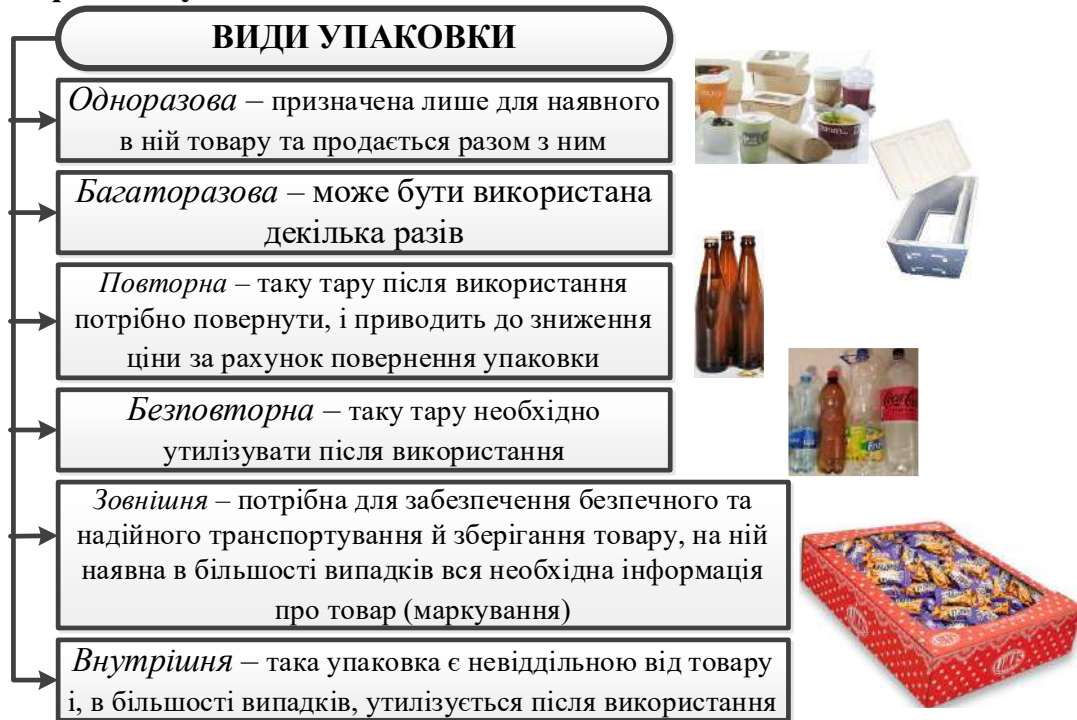 ВИДИ УПАКОВКИ
Одноразова – призначена лише для наявного
в ній товару та продається разом з ним
Багаторазова – може бути використана
декілька разів
Повторна – таку тару після використання
потрібно повернути, і приводить до зниження
ціни за рахунок повернення упаковки
Безповторна – таку тару необхідно
утилізувати після використання
Зовнішня – потрібна для забезпечення безпечного та
надійного транспортування й зберігання товару, на ній
наявна в більшості випадків вся необхідна інформація
про товар (маркування)
Внутрішня – така упаковка є невіддільною від товару
і, в більшості випадків, утилізується після використання